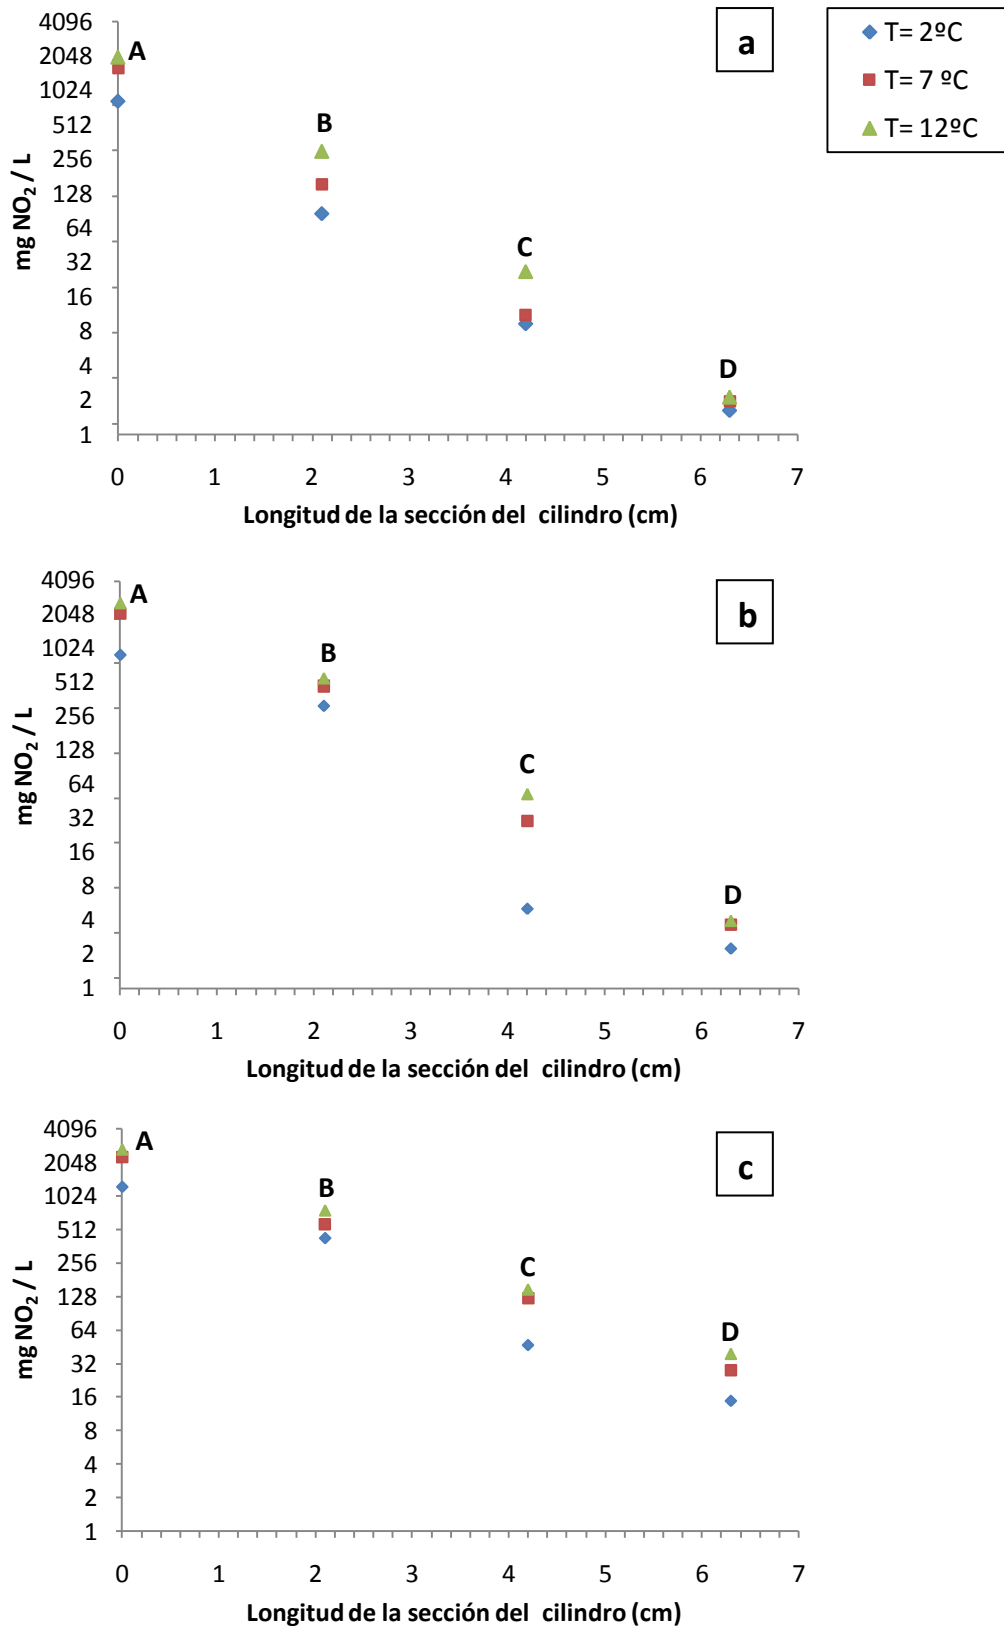 a
T= 2ºC
T= 7 ºC
T= 12ºC
4096
2048
1024
512
256
128
64
32
16
8
4
2
1
mg NO₂ / L
A
B
C
D
0 1 2 3 4 5 6 7
Longitud de la sección del cilindro (cm)
b
4096
2048
1024
512
256
128
64
32
16
8
4
2
1
mg NO₂ / L
A
B
C
D
0 1 2 3 4 5 6 7
Longitud de la sección del cilindro (cm)
c
4096
2048
1024
512
256
128
64
32
16
8
4
2
1
mg NO₂ / L
A
B
C
D
0 1 2 3 4 5 6 7
Longitud de la sección del cilindro (cm)